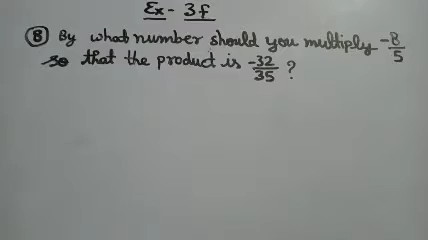 Ex - 3f
8 By what number should you multiply -8/5
so that the product is -32/35 ?